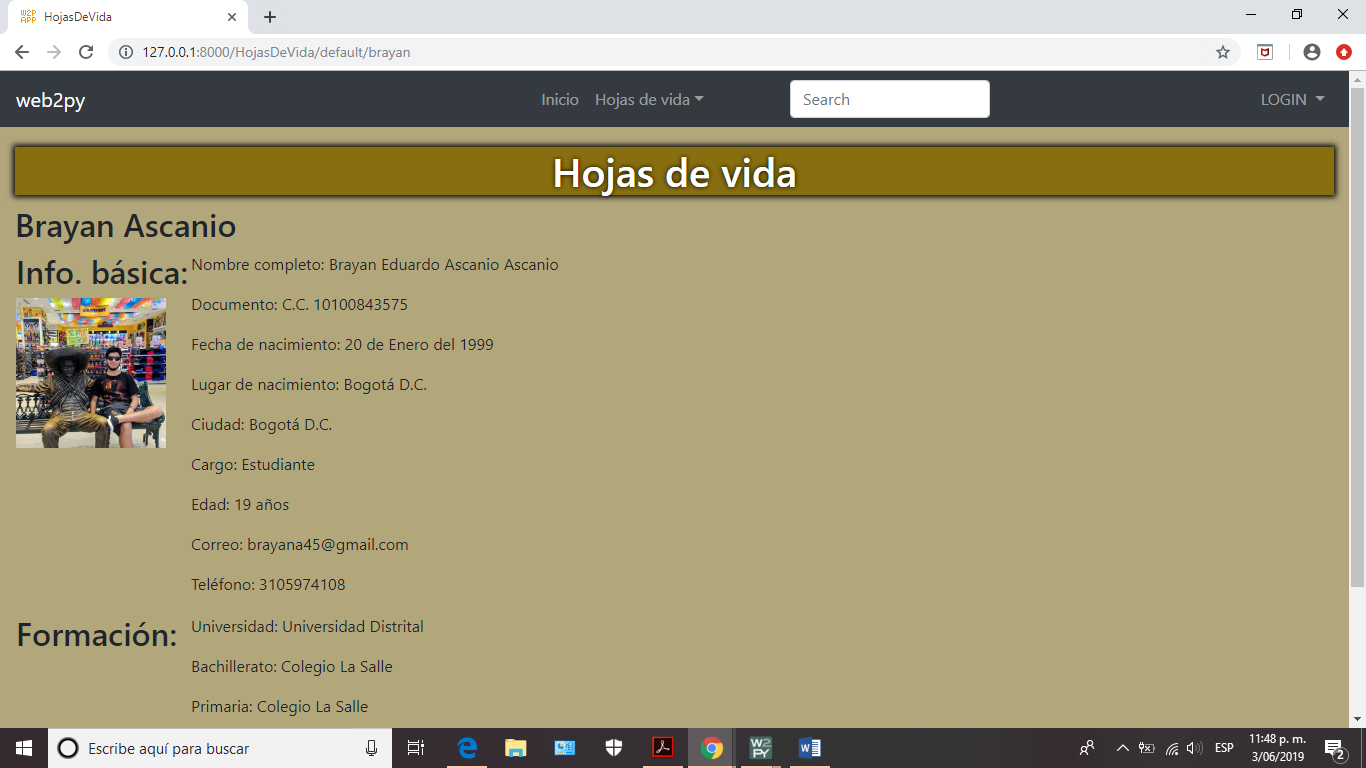 HojasDeVida
127.0.0.1:8000/HojasDeVida/default/brayan
web2py Inicio Hojas de vida Search LOGIN
Hojas de vida
Brayan Ascanio
Info. básica:
Nombre completo: Brayan Eduardo Ascanio Ascanio
Documento: C.C. 10100843575
Fecha de nacimiento: 20 de Enero del 1999
Lugar de nacimiento: Bogotá D.C.
Ciudad: Bogotá D.C.
Cargo: Estudiante
Edad: 19 años
Correo: brayana45@gmail.com
Teléfono: 3105974108
Formación:
Universidad: Universidad Distrital
Bachillerato: Colegio La Salle
Primaria: Colegio La Salle
Escribe aquí para buscar
W2
PY
ESP
11:48 p. m.
3/06/2019
2